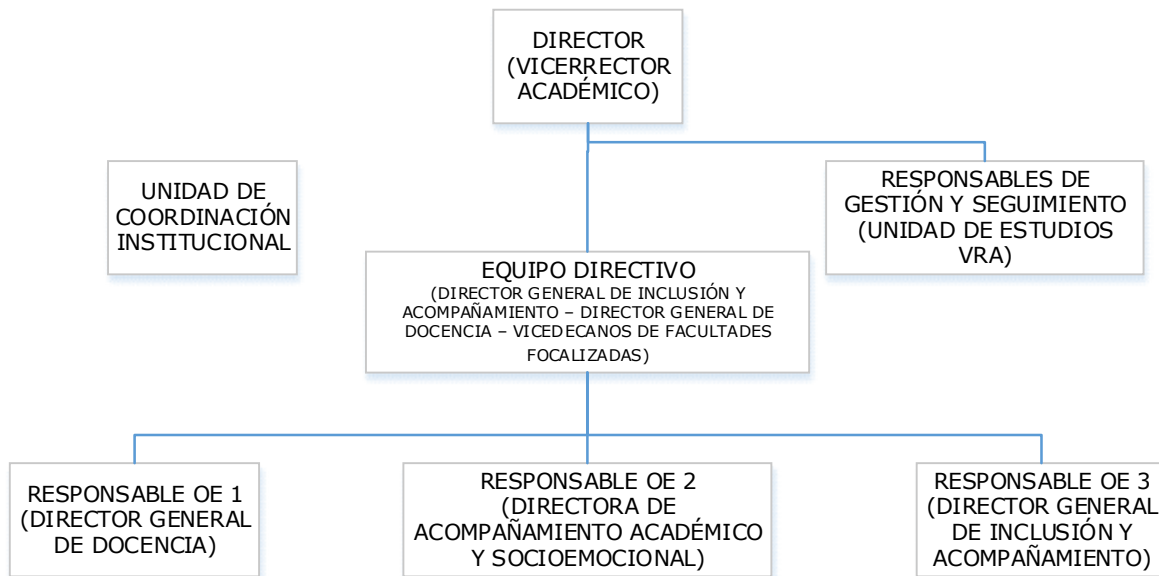 DIRECTOR
(VICERRECTOR
ACADÉMICO)
UNIDAD DE
COORDINACIÓN
INSTITUCIONAL
RESPONSABLES DE
GESTIÓN Y SEGUIMIENTO
(UNIDAD DE ESTUDIOS
VRA)
EQUIPO DIRECTIVO
(DIRECTOR GENERAL DE INCLUSIÓN Y
ACOMPAÑAMIENTO – DIRECTOR GENERAL DE
DOCENCIA – VICEDECANOS DE FACULTADES
FOCALIZADAS)
RESPONSABLE OE 1
(DIRECTOR GENERAL
DE DOCENCIA)
RESPONSABLE OE 2
(DIRECTORA DE
ACOMPAÑAMIENTO ACADÉMICO
Y SOCIOEMOCIONAL)
RESPONSABLE OE 3
(DIRECTOR GENERAL
DE INCLUSIÓN Y
ACOMPAÑAMIENTO)